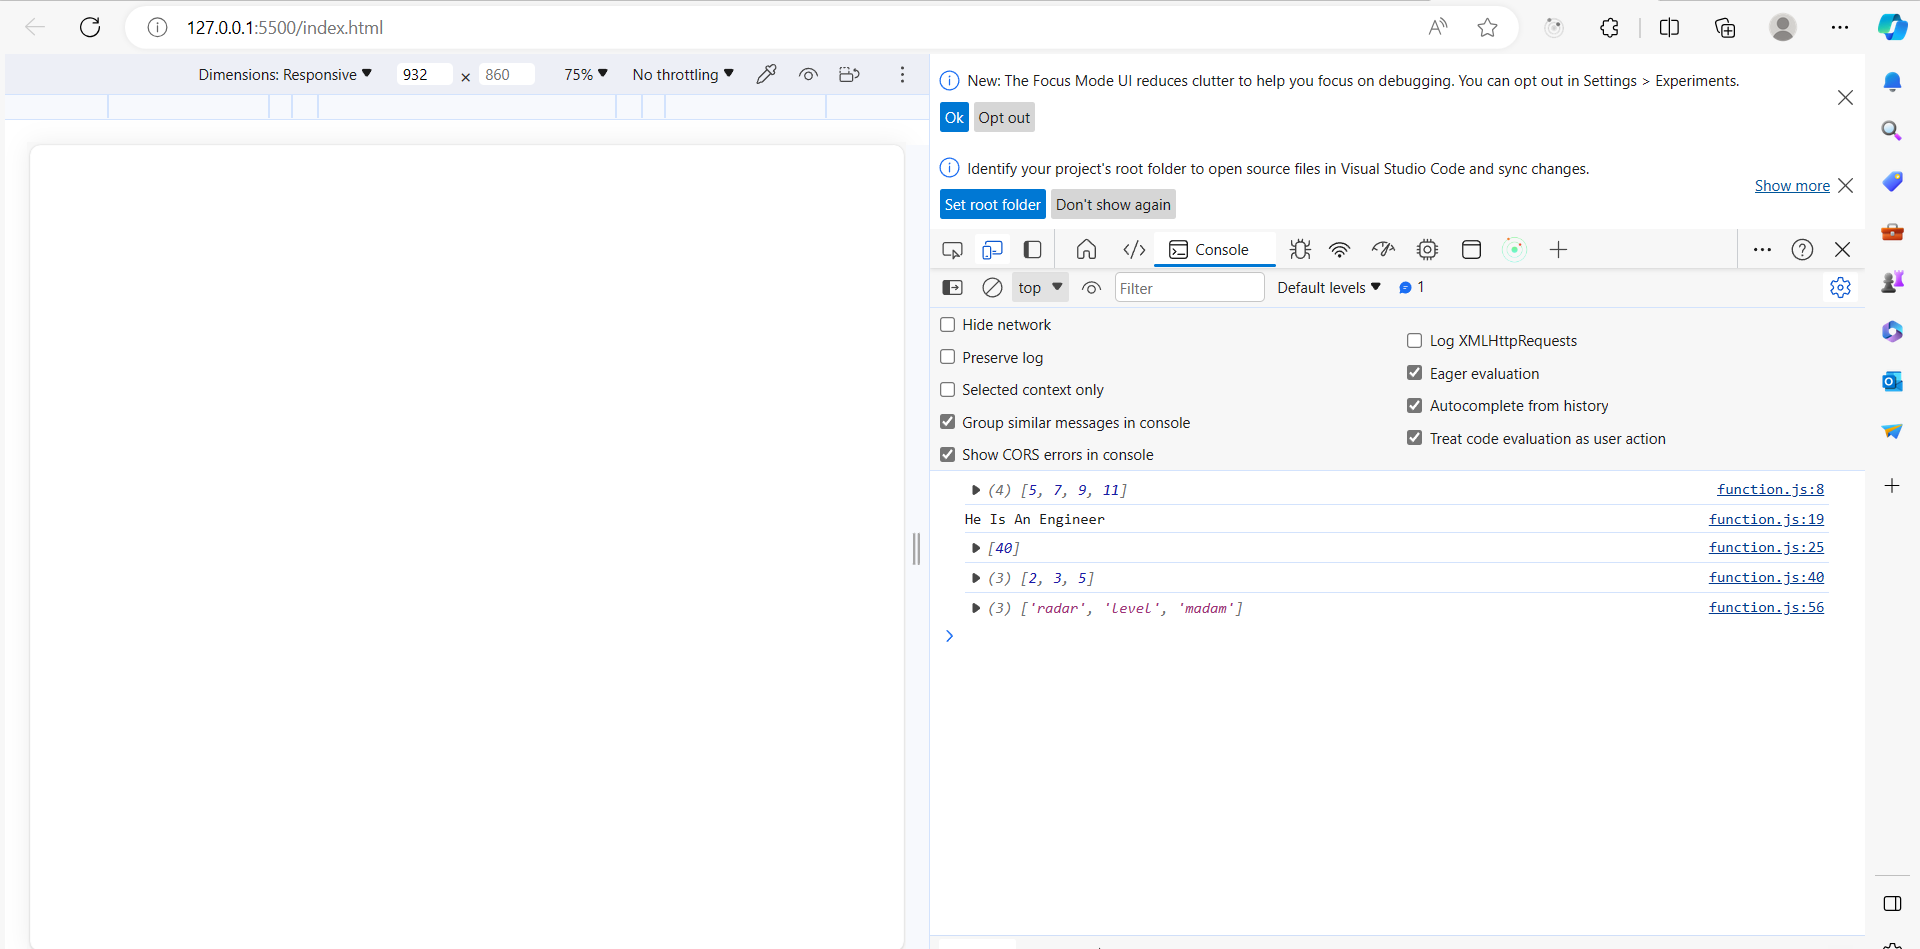 127.0.0.1:5500/index.html
Dimensions: Responsive 932 × 860 75% No throttling
New: The Focus Mode UI reduces clutter to help you focus on debugging. You can opt out in Settings > Experiments.
Ok Opt out
Identify your project's root folder to open source files in Visual Studio Code and sync changes.
Show more
Set root folder Don't show again
Console
top Filter Default levels 1
Hide network
Preserve log
Selected context only
Group similar messages in console
Show CORS errors in console
Log XMLHttpRequests
Eager evaluation
Autocomplete from history
Treat code evaluation as user action
(4) [5, 7, 9, 11] function.js:8
He Is An Engineer function.js:19
[40] function.js:25
(3) [2, 3, 5] function.js:40
(3) ['radar', 'level', 'madam'] function.js:56